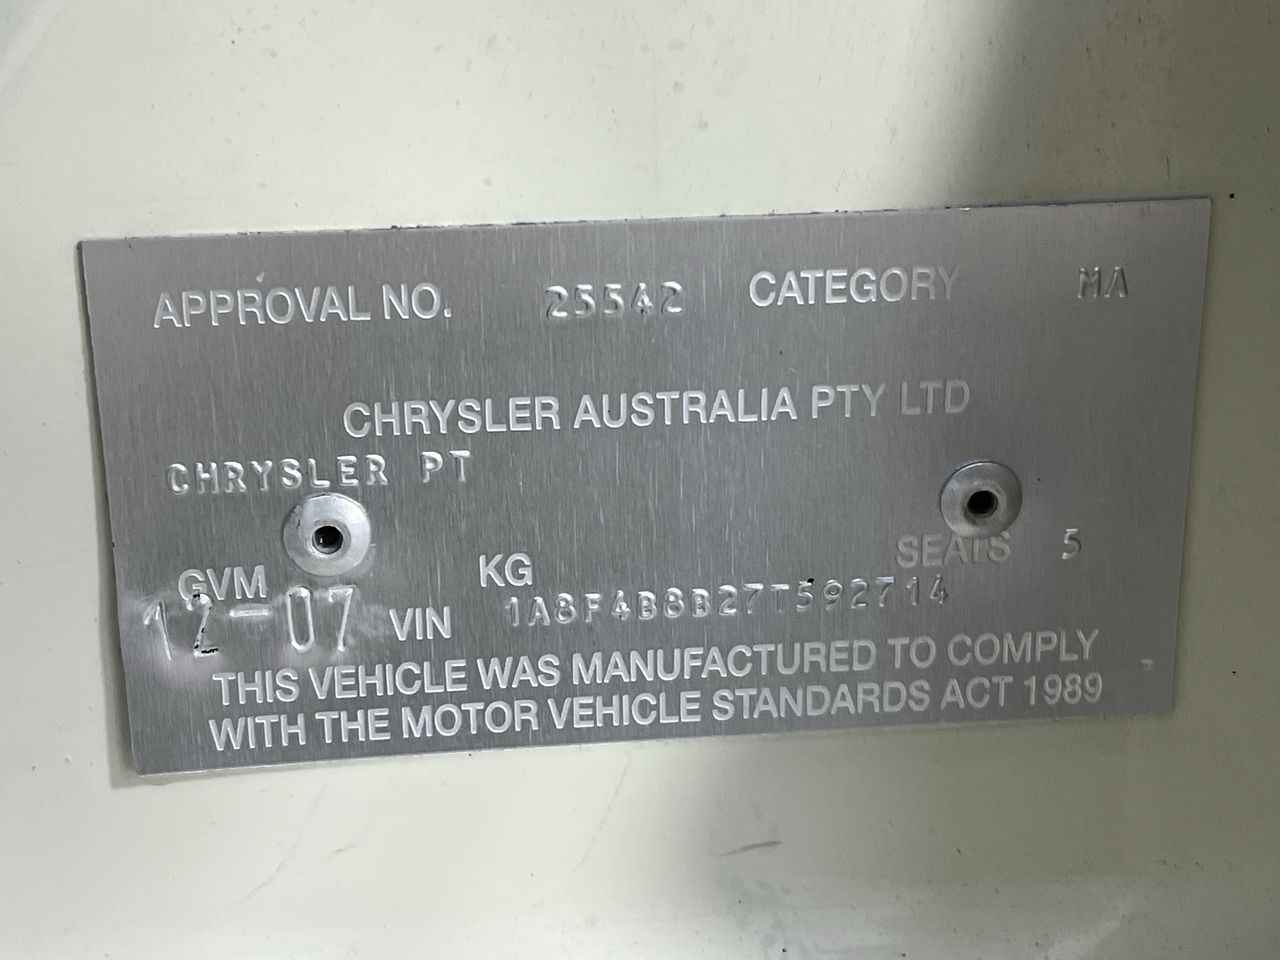 APPROVAL NO. 25542 CATEGORY MA
CHRYSLER AUSTRALIA PTY LTD
CHRYSLER PT
GVM KG SEATS 5
12-07 VIN 1A8F4B8B27T592714
THIS VEHICLE WAS MANUFACTURED TO COMPLY
WITH THE MOTOR VEHICLE STANDARDS ACT 1989